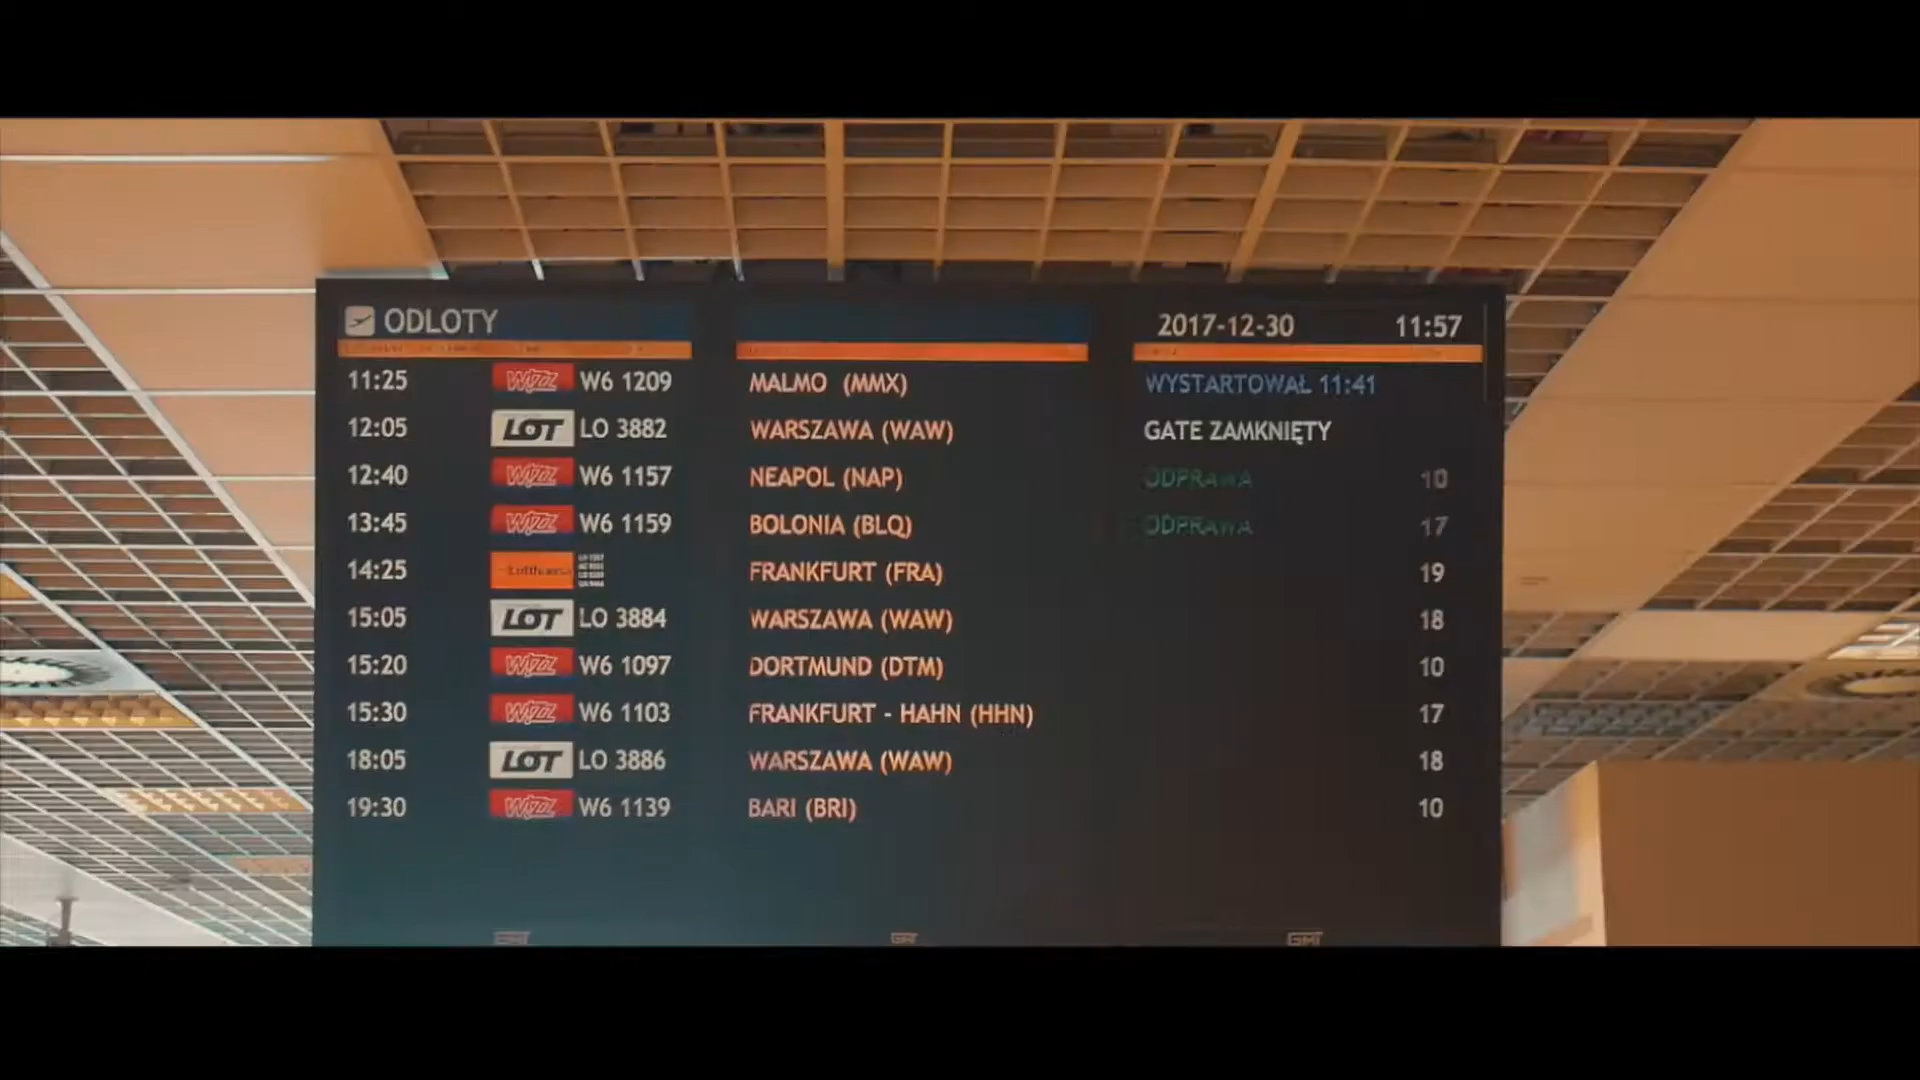 ODLOTY 2017-12-30 11:57
11:25 Wizz W6 1209 MALMO (MMX) WYSTARTOWAŁ 11:41
12:05 LOT LO 3882 WARSZAWA (WAW) GATE ZAMKNIĘTY
12:40 Wizz W6 1157 NEAPOL (NAP) ODPRAWA 10
13:45 Wizz W6 1159 BOLONIA (BLQ) ODPRAWA 17
14:25 Lufthansa FRANKFURT (FRA) 19
15:05 LOT LO 3884 WARSZAWA (WAW) 18
15:20 Wizz W6 1097 DORTMUND (DTM) 10
15:30 Wizz W6 1103 FRANKFURT - HAHN (HHN) 17
18:05 LOT LO 3886 WARSZAWA (WAW) 18
19:30 Wizz W6 1139 BARI (BRI) 10